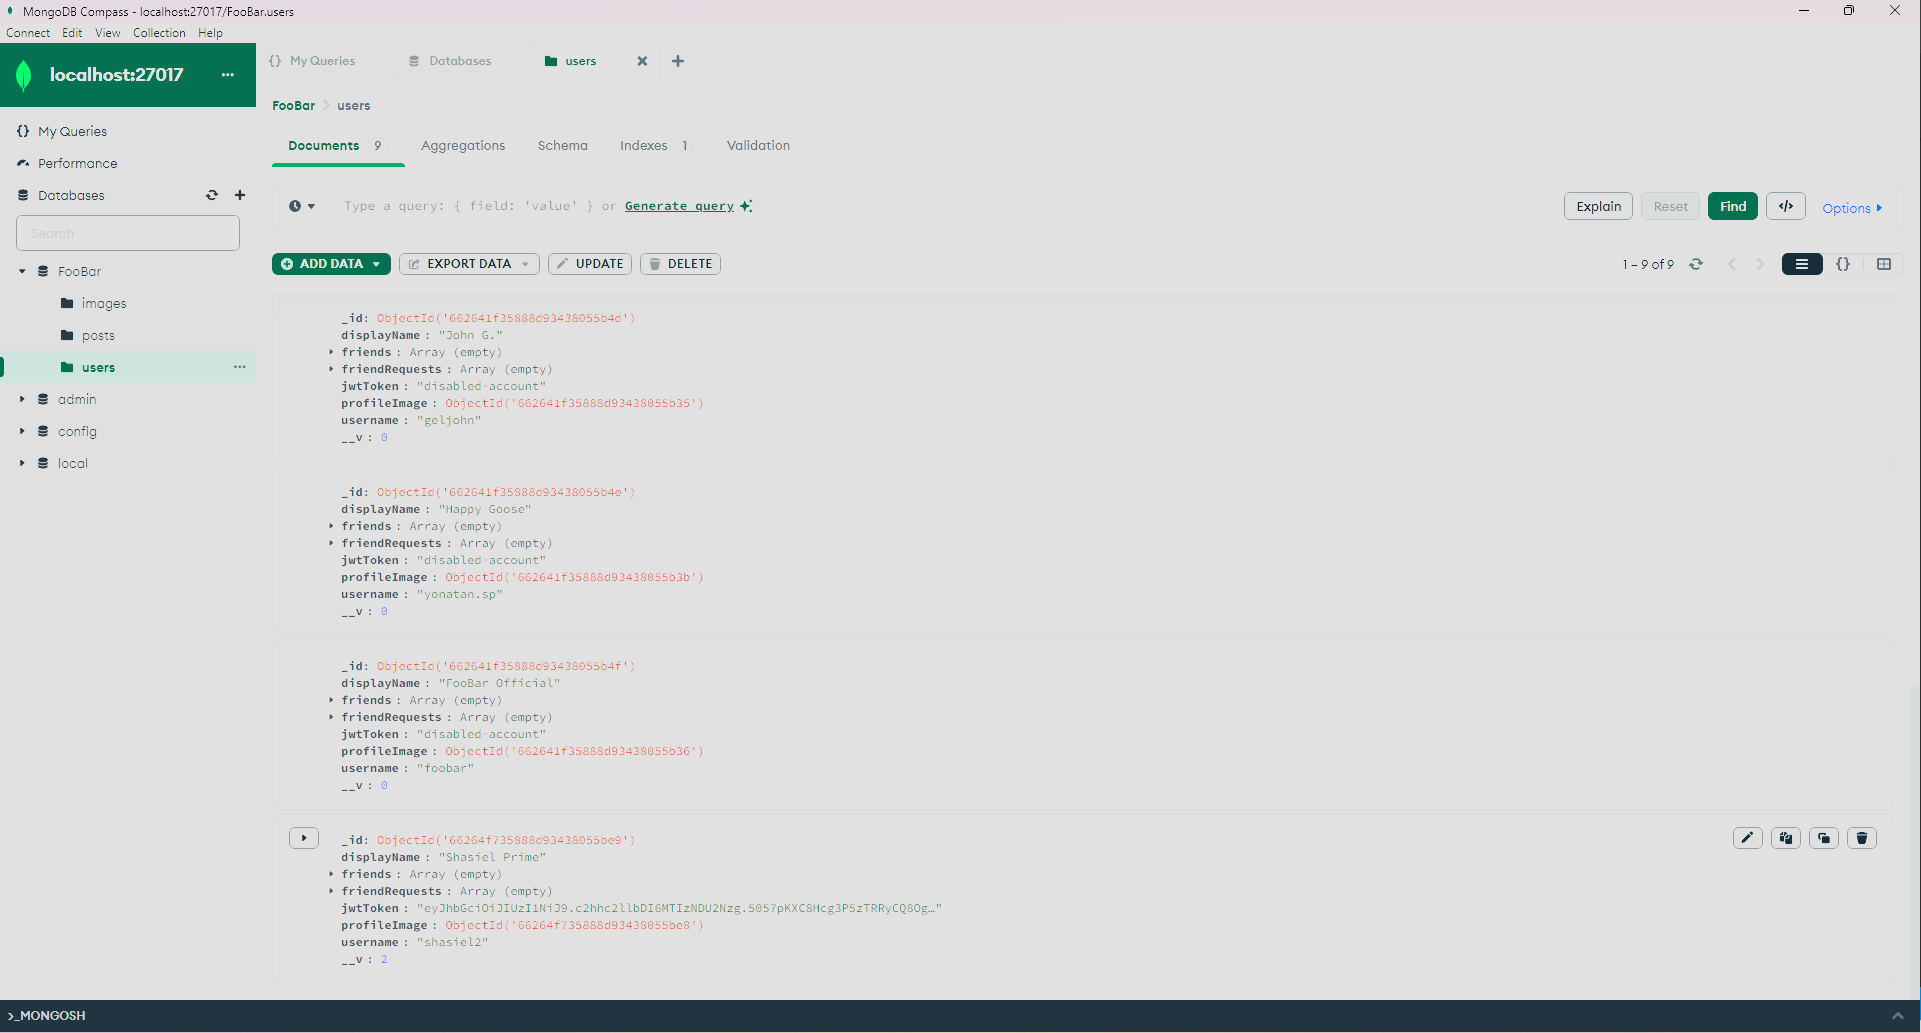 MongoDB Compass - localhost:27017/FooBar.users
Connect Edit View Collection Help
localhost:27017 ...
{} My Queries
Databases
users
My Queries
Performance
Databases
Search
FooBar
images
posts
users ...
admin
config
local
FooBar > users
Documents 9 Aggregations Schema Indexes 1 Validation
Type a query: { field: 'value' } or Generate query
Explain Reset Find </> Options
ADD DATA EXPORT DATA UPDATE DELETE
1 – 9 of 9 {}
_id: ObjectId('662641f35888d93438055b4d')
displayName : "John G."
friends : Array (empty)
friendRequests : Array (empty)
jwtToken : "disabled-account"
profileImage : ObjectId('662641f35888d93438055b35')
username : "geljohn"
__v : 0
_id: ObjectId('662641f35888d93438055b4e')
displayName : "Happy Goose"
friends : Array (empty)
friendRequests : Array (empty)
jwtToken : "disabled-account"
profileImage : ObjectId('662641f35888d93438055b3b')
username : "yonatan.sp"
__v : 0
_id: ObjectId('662641f35888d93438055b4f')
displayName : "FooBar Official"
friends : Array (empty)
friendRequests : Array (empty)
jwtToken : "disabled-account"
profileImage : ObjectId('662641f35888d93438055b36')
username : "foobar"
__v : 0
_id: ObjectId('66264f735888d93438055be9')
displayName : "Shasiel Prime"
friends : Array (empty)
friendRequests : Array (empty)
jwtToken : "eyJhbGciOiJIUzI1NiJ9.c2hhc2llbDI6MTIzNDU2Nzg.5057pKXC8Hcg3P5zTRRyCQ8Og…"
profileImage : ObjectId('66264f735888d93438055be8')
username : "shasiel2"
__v : 2
>_MONGOSH